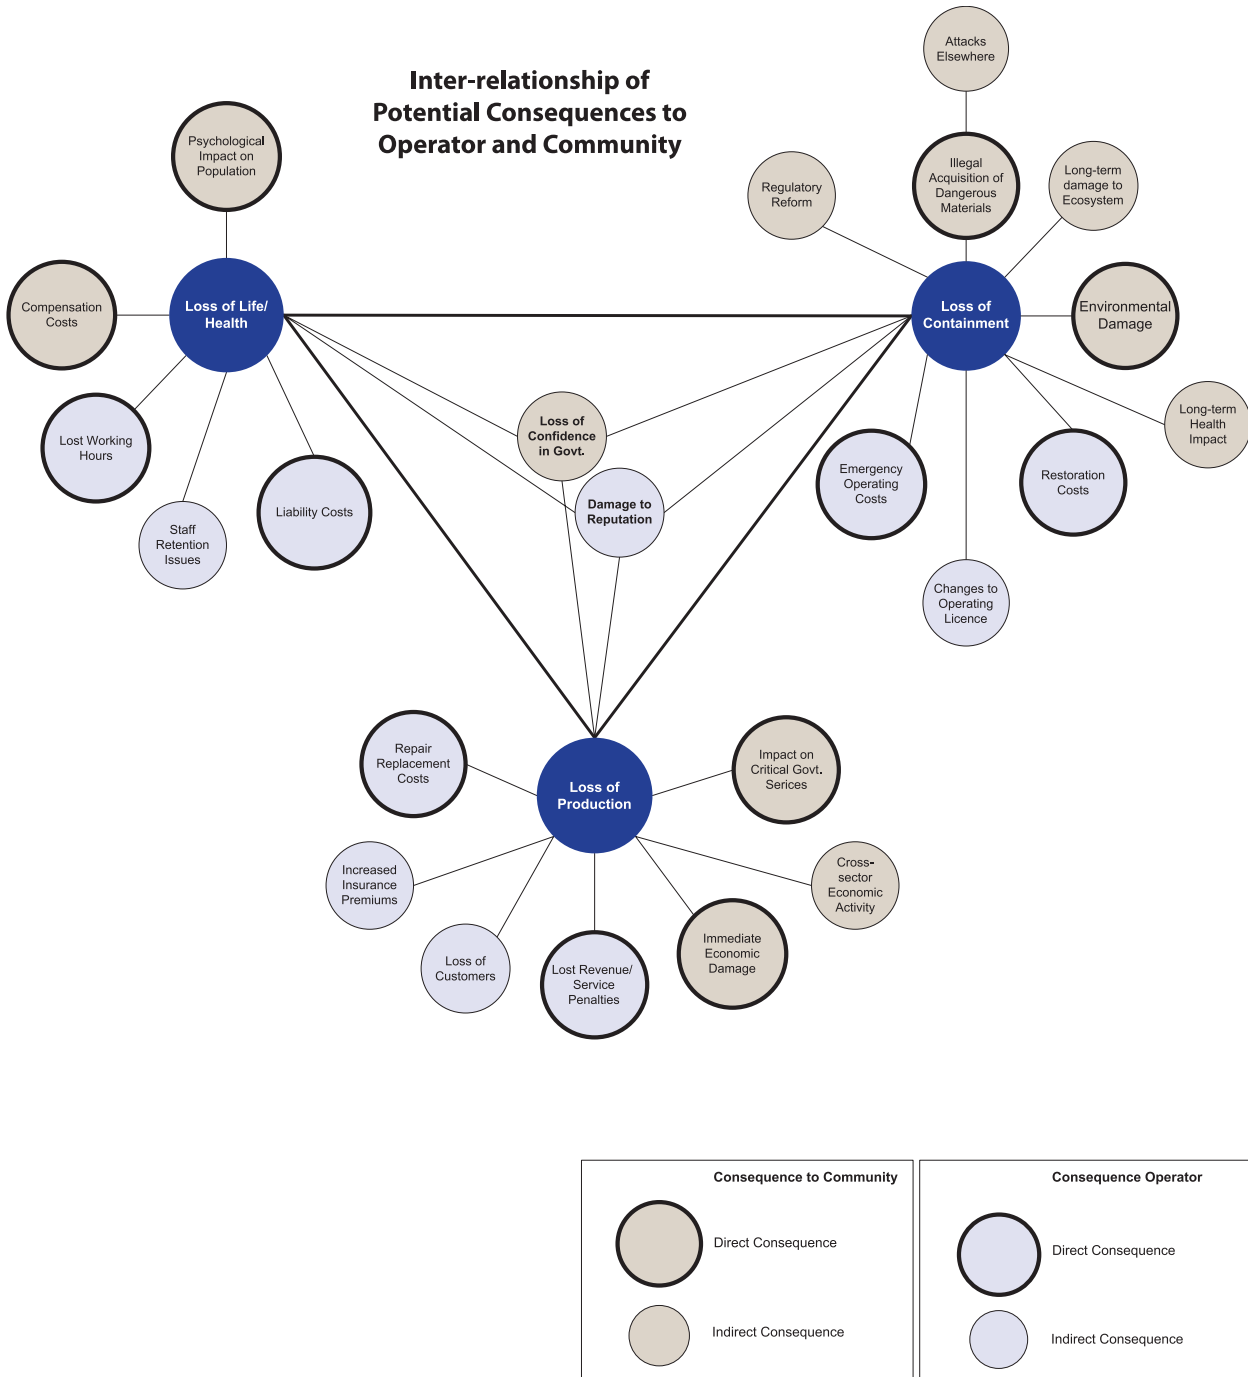 Inter-relationship of
Potential Consequences to
Operator and Community
Attacks
Elsewhere
Psychological
Impact on
Population
Illegal
Acquisition of
Dangerous
Materials
Regulatory
Reform
Long-term
damage to
Ecosystem
Compensation
Costs
Loss of Life/
Health
Loss of
Containment
Environmental
Damage
Lost Working
Hours
Staff
Retention
Issues
Liability Costs
Loss of
Confidence
in Govt.
Damage to
Reputation
Emergency
Operating
Costs
Restoration
Costs
Long-term
Health
Impact
Changes to
Operating
Licence
Repair
Replacement
Costs
Loss of
Production
Impact on
Critical Govt.
Serices
Increased
Insurance
Premiums
Loss of
Customers
Lost Revenue/
Service
Penalties
Immediate
Economic
Damage
Cross-
sector
Economic
Activity
Consequence to Community
Direct Consequence
Indirect Consequence
Consequence Operator
Direct Consequence
Indirect Consequence